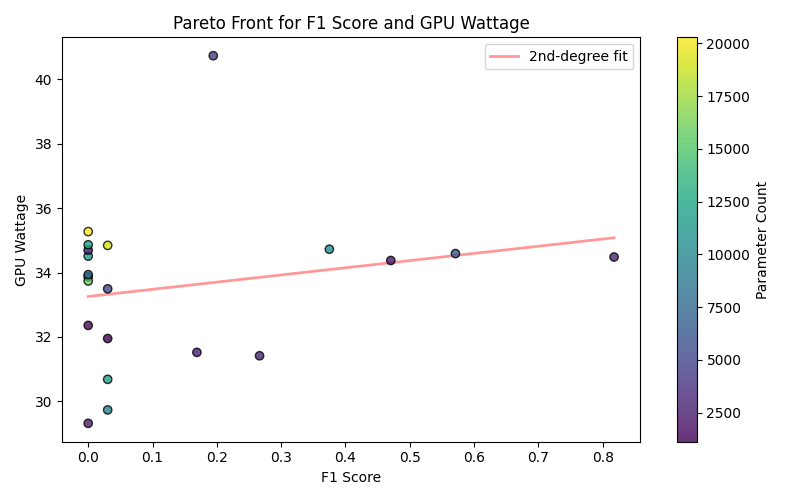 Pareto Front for F1 Score and GPU Wattage
2nd-degree fit
GPU Wattage
40
38
36
34
32
30
0.0 0.1 0.2 0.3 0.4 0.5 0.6 0.7 0.8
F1 Score
20000
17500
15000
12500
10000
7500
5000
2500
Parameter Count